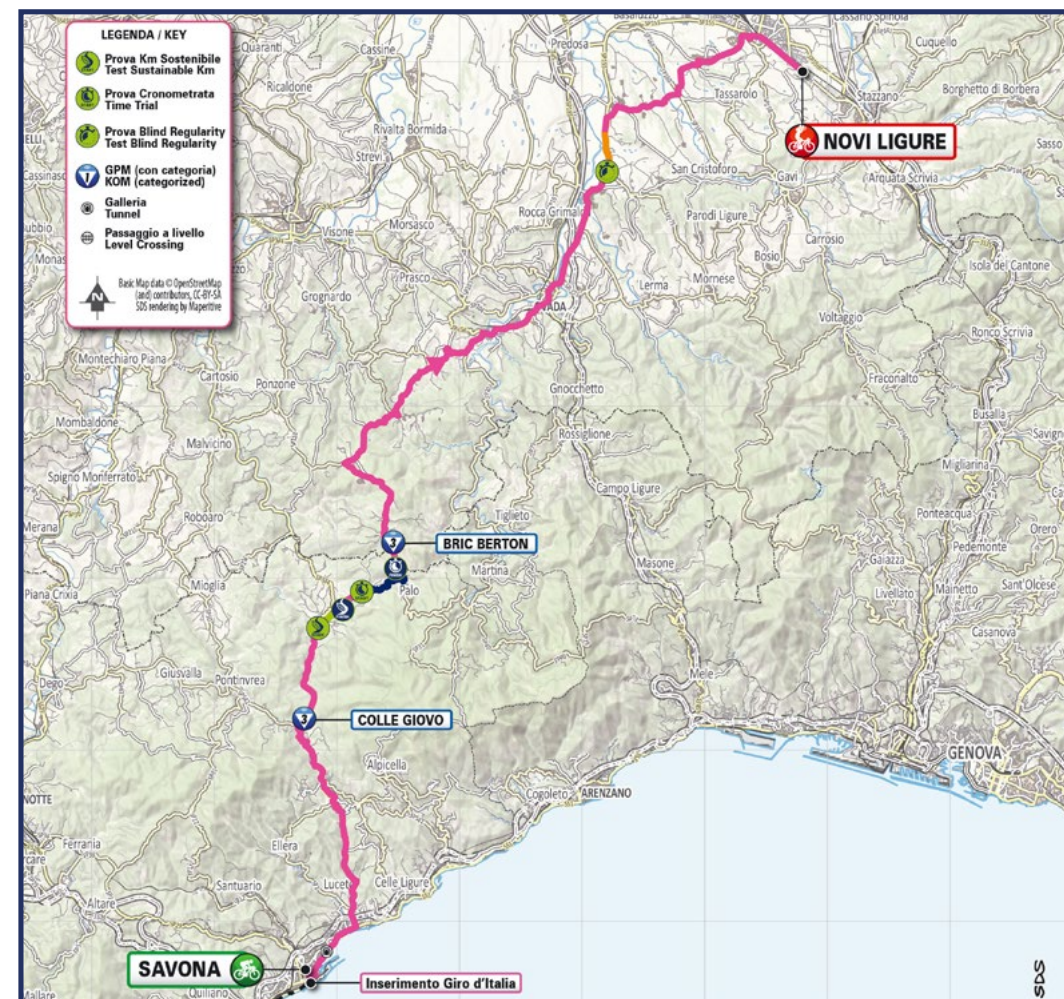 LEGENDA / KEY
Prova Km Sostenibile
Test Sustainable Km
Prova Cronometrata
Time Trial
Prova Blind Regularity
Test Blind Regularity
GPM (con categoria)
KOM (categorized)
Galleria
Tunnel
Passaggio a livello
Level Crossing
Basic Map data © OpenStreetMap
(and) contributors, CC-BY-SA
SDS rendering by Maperitive
N
Quaranti
Cassine
Predosa
Basaluzzo
Cassano Spinola
Cuquello
Ricaldone
Tassarolo
Stazzano
Borghetto di Borbera
Rivalta Bormida
Strevi
NOVI LIGURE
Sasso
San Cristoforo
Gavi
Arquata Scrivia
Visone
Morsasco
Rocca Grimalda
Parodi Ligure
Carrosio
Bosio
Isola del Cantone
Prasco
Lerma
Mornese
Grognardo
Voltaggio
Ronco Scrivia
Montechiaro Piana
Cartosio
Ponzone
Gnocchetto
Fraconalto
Mombaldone
Busalla
Malvicino
Rossiglione
Savign
Migliarina
Spigno Monferrato
Campo Ligure
Roboaro
Tiglieto
Ponteacqua
Orero
Merana
3
BRIC BERTON
Pedemonte
Martina
Masone
Gaiazza
Mioglia
Piana Crixia
Palo
Livellato
Mainetto
Sant'Olcese
Casanova
Giusvalla
Pontinvrea
Dego
Mele
3
COLLE GIOVO
GENOVA
Alpicella
Cogoleto
ARENZANO
NOTTE
Ellera
Ferrania
Santuario
Luceto
Celle Ligure
Altare
SAVONA
Mallare
Quiliano
Inserimento Giro d'Italia
SDS